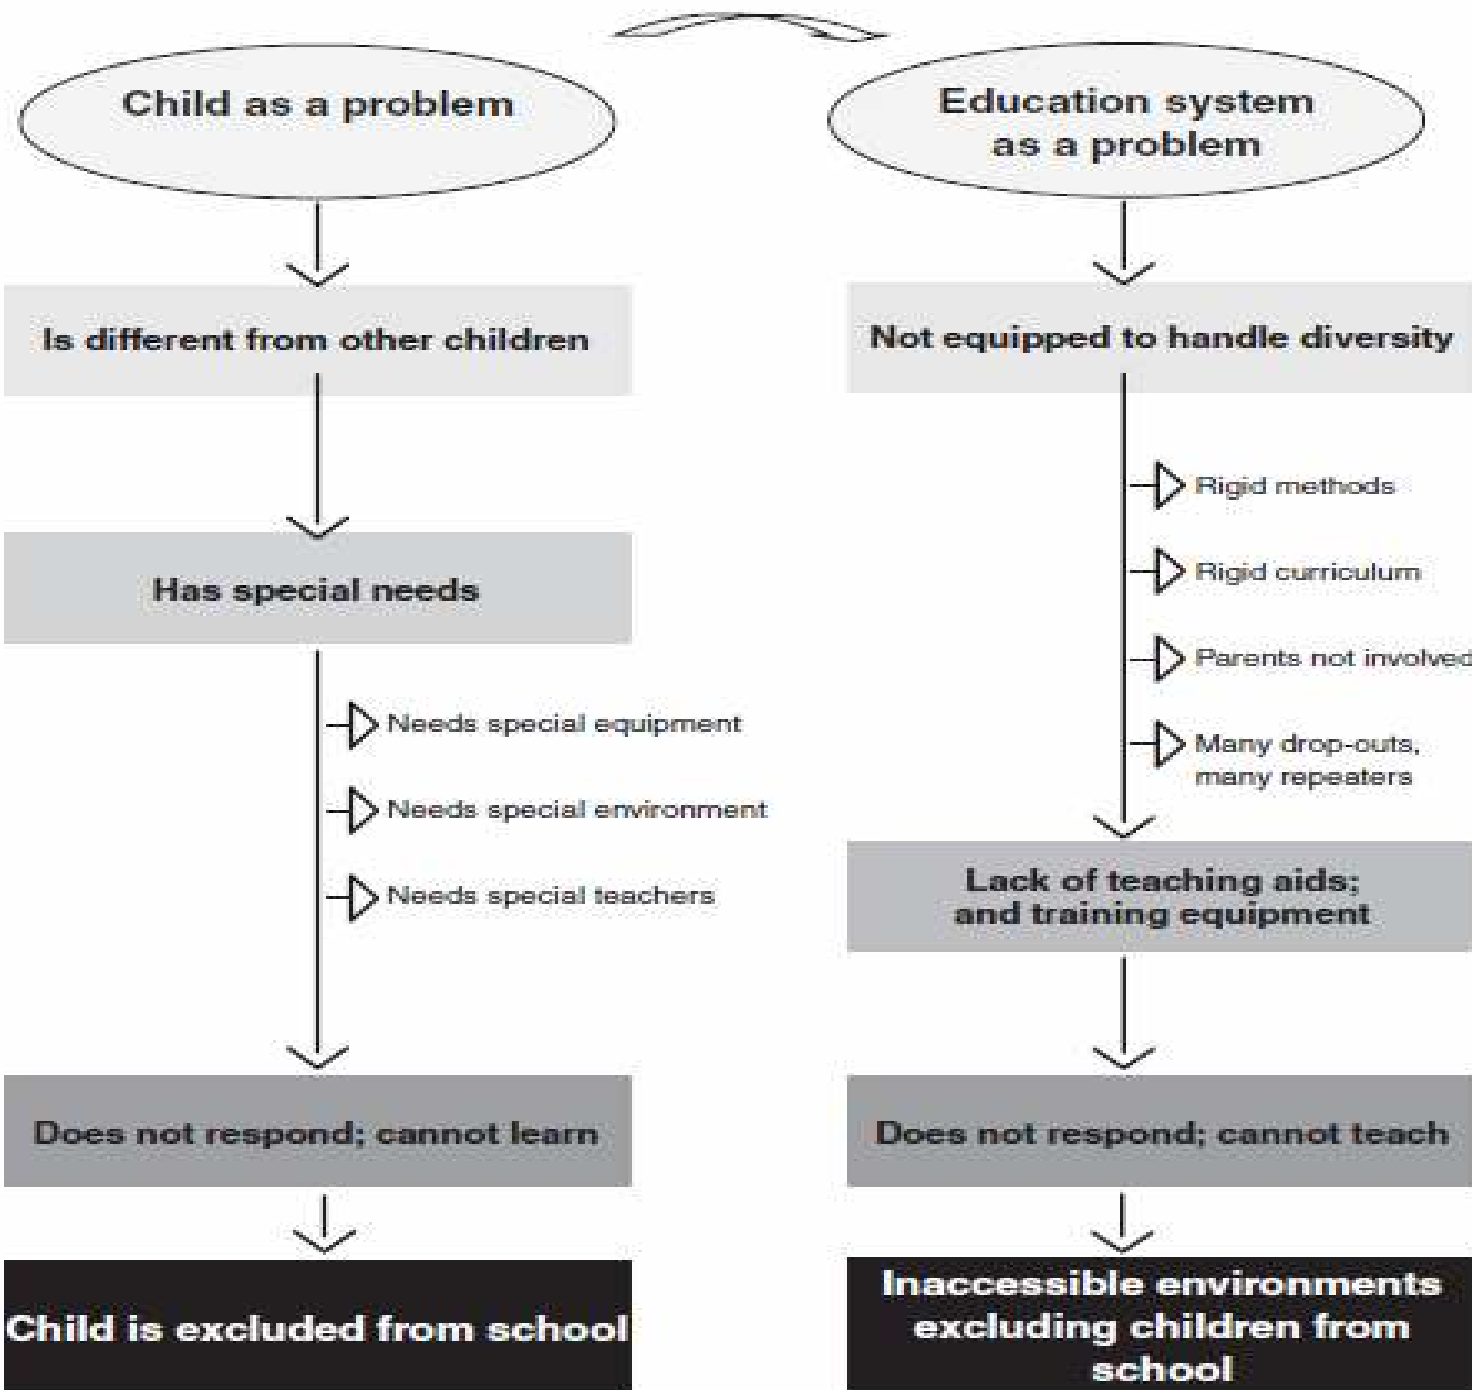 Child as a problem
Is different from other children
Has special needs
Needs special equipment
Needs special environment
Needs special teachers
Does not respond; cannot learn
Child is excluded from school
Education system
as a problem
Not equipped to handle diversity
Rigid methods
Rigid curriculum
Parents not involved
Many drop-outs,
many repeaters
Lack of teaching aids;
and training equipment
Does not respond; cannot teach
Inaccessible environments
excluding children from
school